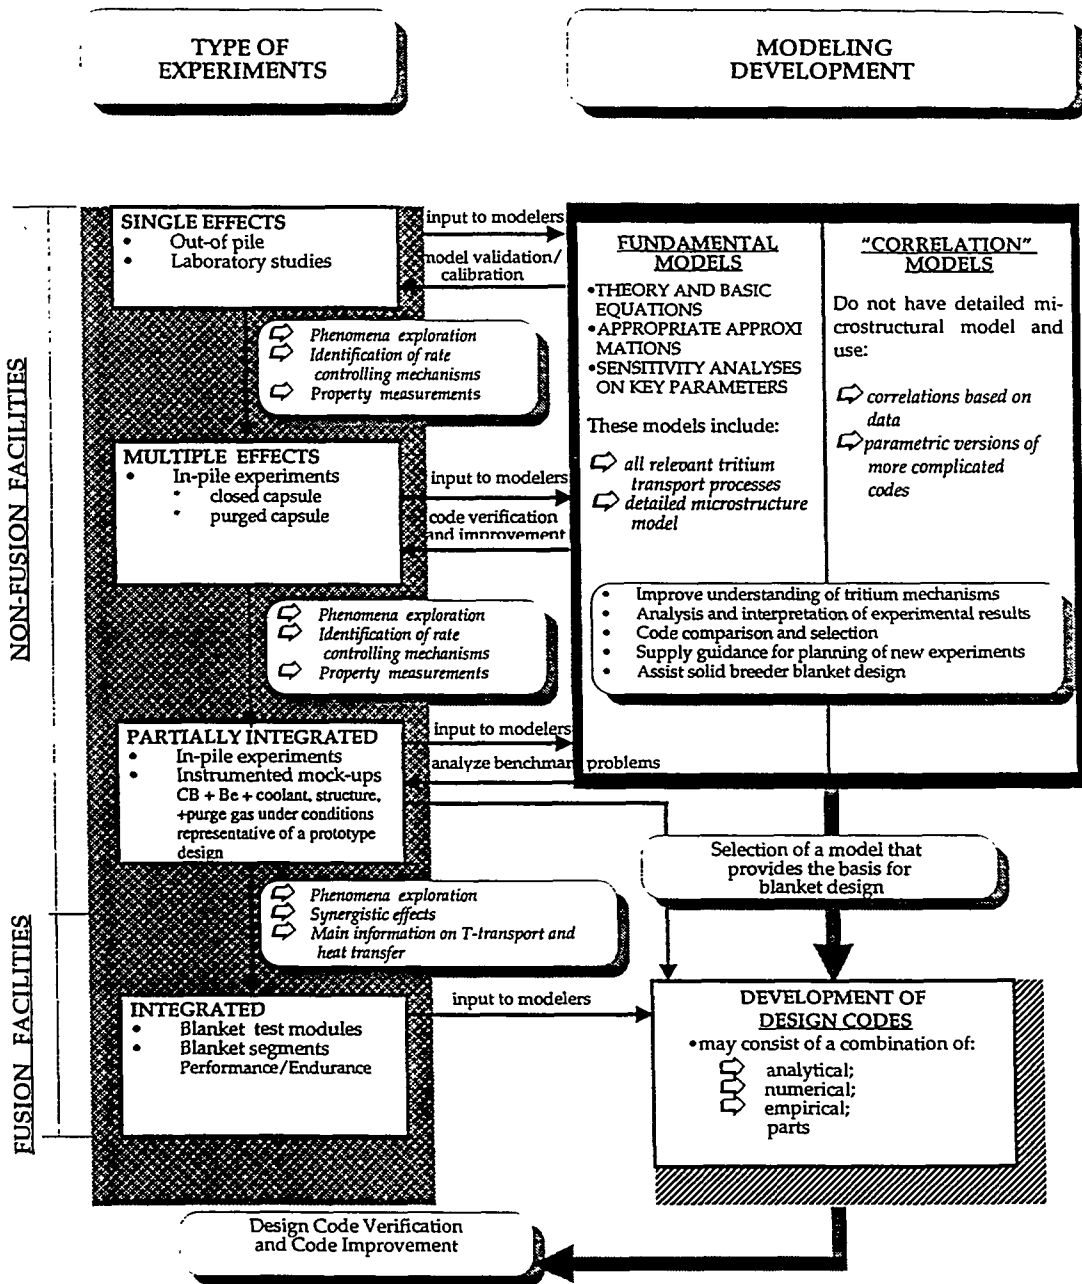 TYPE OF
EXPERIMENTS
MODELING
DEVELOPMENT
NON-FUSION FACILITIES
FUSION FACILITIES
SINGLE EFFECTS
• Out-of pile
• Laboratory studies
input to modelers
model validation/
calibration
Phenomena exploration
Identification of rate
controlling mechanisms
Property measurements
MULTIPLE EFFECTS
• In-pile experiments
• closed capsule
• purged capsule
input to modelers
code verification
and improvement
Phenomena exploration
Identification of rate
controlling mechanisms
Property measurements
PARTIALLY INTEGRATED
• In-pile experiments
• Instrumented mock-ups
CB + Be + coolant, structure,
+purge gas under conditions
representative of a prototype
design
input to modelers
analyze benchmark problems
Phenomena exploration
Synergistic effects
Main information on T-transport and
heat transfer
INTEGRATED
• Blanket test modules
• Blanket segments
Performance/Endurance
input to modelers
FUNDAMENTAL
MODELS
•THEORY AND BASIC
EQUATIONS
•APPROPRIATE APPROXI
MATIONS
•SENSITIVITY ANALYSES
ON KEY PARAMETERS
These models include:
all relevant tritium
transport processes
detailed microstructure
model
"CORRELATION"
MODELS
Do not have detailed mi-
crostructural model and
use:
correlations based on
data
parametric versions of
more complicated
codes
• Improve understanding of tritium mechanisms
• Analysis and interpretation of experimental results
• Code comparison and selection
• Supply guidance for planning of new experiments
• Assist solid breeder blanket design
Selection of a model that
provides the basis for
blanket design
DEVELOPMENT OF
DESIGN CODES
•may consist of a combination of:
analytical;
numerical;
empirical;
parts
Design Code Verification
and Code Improvement